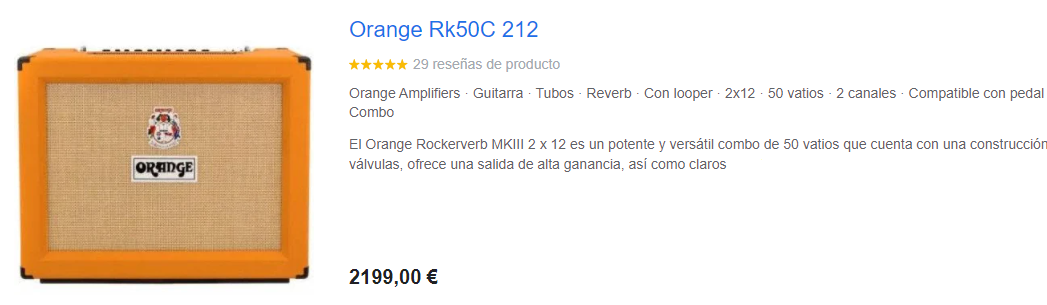 Orange Rk50C 212
29 reseñas de producto
Orange Amplifiers · Guitarra · Tubos · Reverb · Con looper · 2x12 · 50 vatios · 2 canales · Compatible con pedal
Combo
El Orange Rockerverb MKIII 2 x 12 es un potente y versátil combo de 50 vatios que cuenta con una construcción
válvulas, ofrece una salida de alta ganancia, así como claros
ORANGE
2199,00 €